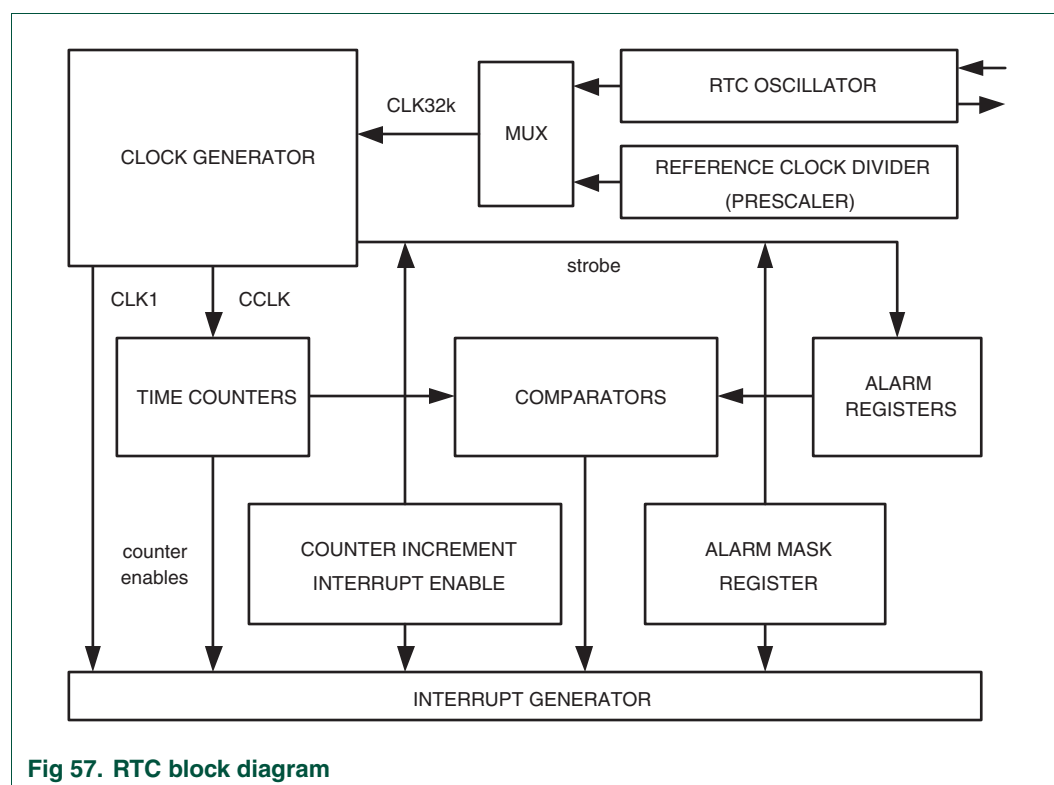 RTC OSCILLATOR
CLK32k
MUX
CLOCK GENERATOR
REFERENCE CLOCK DIVIDER
(PRESCALER)
strobe
CLK1
CCLK
TIME COUNTERS
COMPARATORS
ALARM
REGISTERS
counter
enables
COUNTER INCREMENT
INTERRUPT ENABLE
ALARM MASK
REGISTER
INTERRUPT GENERATOR
Fig 57. RTC block diagram